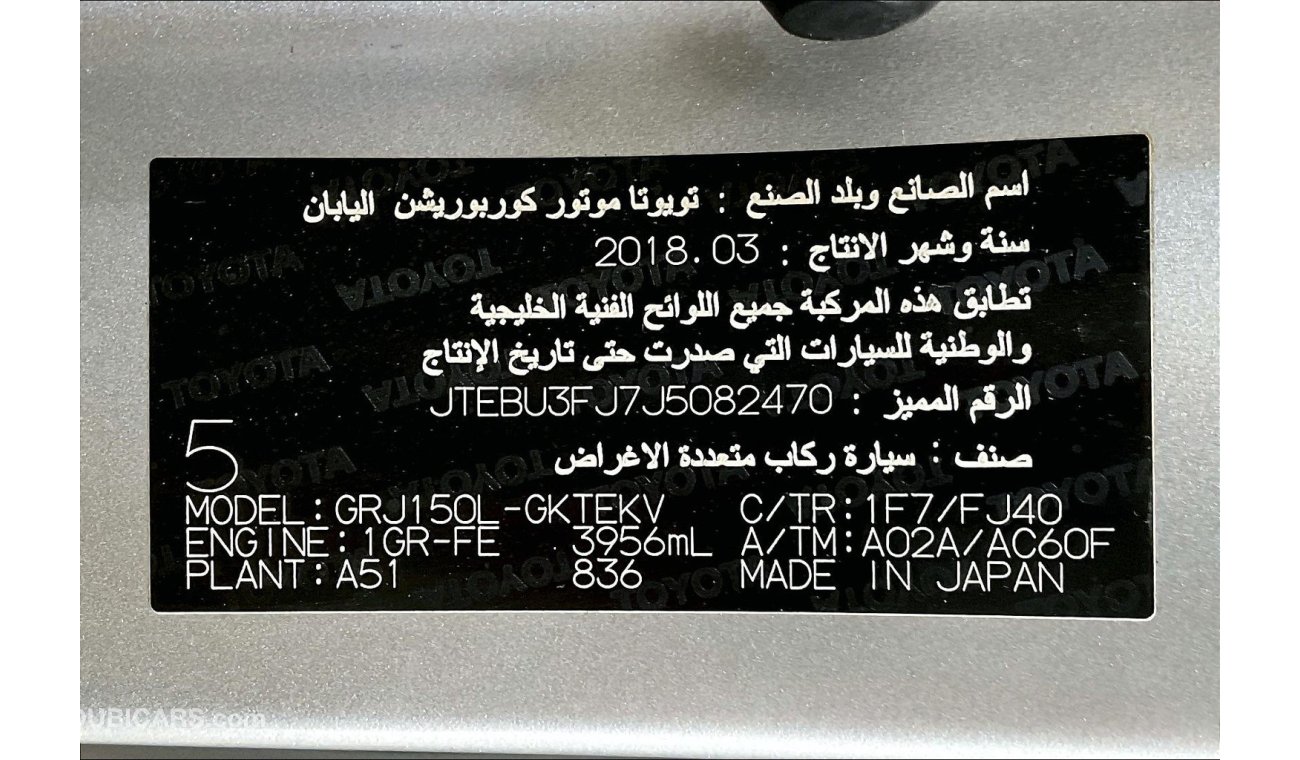 اسم الصانع وبلد الصنع : تويوتا موتور كوربوريشن اليابان
سنة وشهر الانتاج : 2018.03
تطابق هذه المركبة جميع اللوائح الفنية الخليجية
والوطنية للسيارات التي صدرت حتى تاريخ الإنتاج
الرقم المميز : JTEBU3FJ7J5082470
صنف : سيارة ركاب متعددة الاغراض
5
MODEL:GRJ150L-GKTEKV C/TR:1F7/FJ40
ENGINE:1GR-FE 3956mL A/TM:A02A/AC60F
PLANT:A51 836 MADE IN JAPAN
DUBICARS.com